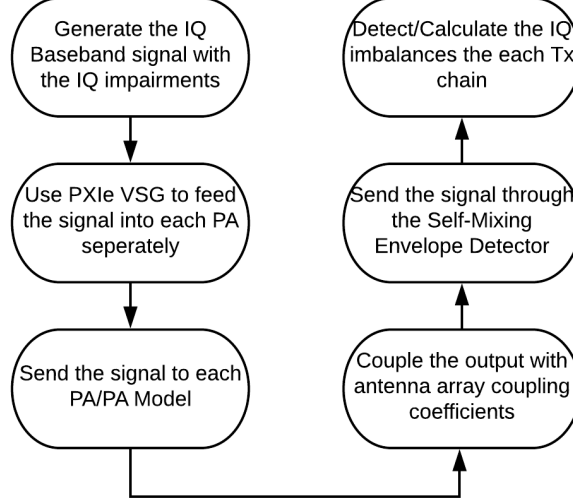 Generate the IQ
Baseband signal with
the IQ impairments
Use PXIe VSG to feed
the signal into each PA
seperately
Send the signal to each
PA/PA Model
Couple the output with
antenna array coupling
coefficients
Send the signal through
the Self-Mixing
Envelope Detector
Detect/Calculate the IQ
imbalances the each Tx
chain